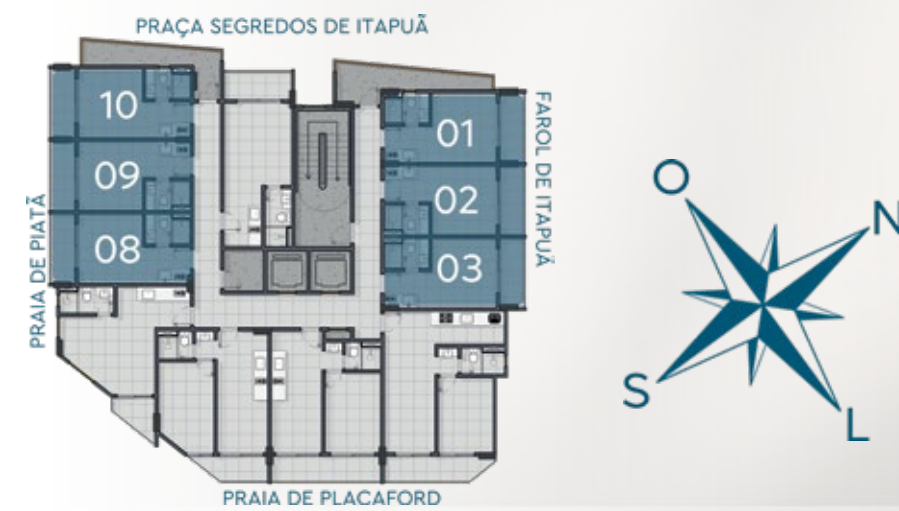 PRAÇA SEGREDOS DE ITAPUÃ
10
09
08
PRAIA DE PIATÃ
01
02
03
FAROL DE ITAPUÃ
PRAIA DE PLACAFORD
O
N
S
L